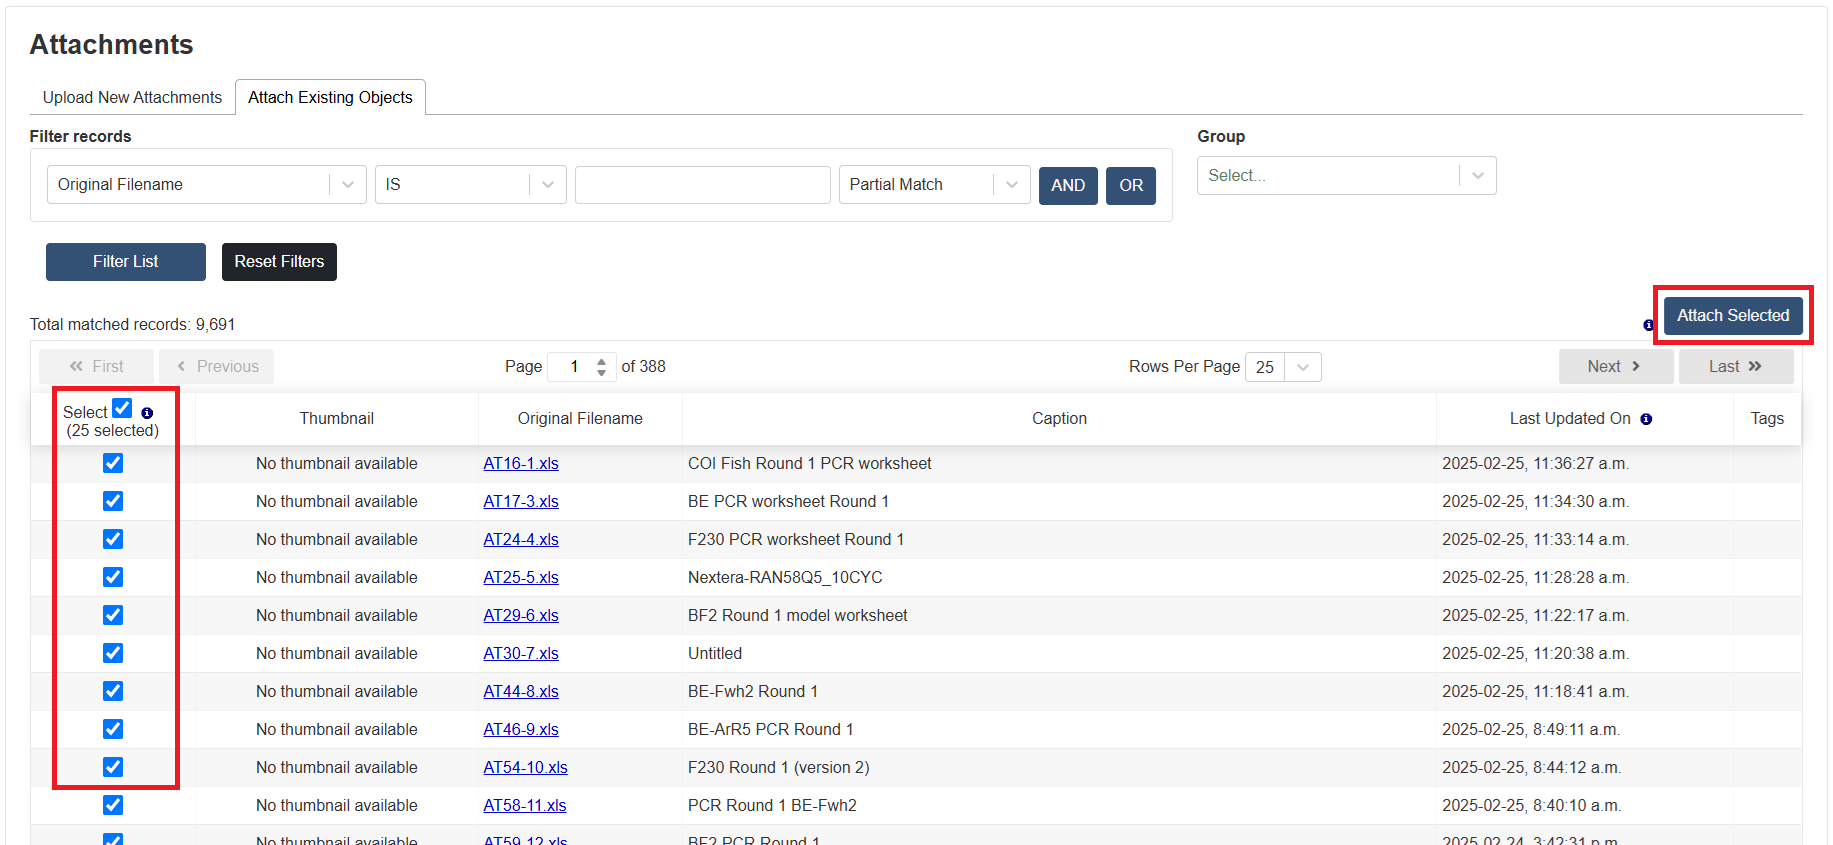 Attachments
Upload New Attachments Attach Existing Objects
Filter records Group
Original Filename IS Partial Match AND OR Select...
Filter List Reset Filters
Attach Selected
Total matched records: 9,691
First Previous Page 1 of 388 Rows Per Page 25 Next Last
Select
(25 selected) Thumbnail Original Filename Caption Last Updated On Tags
No thumbnail available AT16-1.xls COI Fish Round 1 PCR worksheet 2025-02-25, 11:36:27 a.m.
No thumbnail available AT17-3.xls BE PCR worksheet Round 1 2025-02-25, 11:34:30 a.m.
No thumbnail available AT24-4.xls F230 PCR worksheet Round 1 2025-02-25, 11:33:14 a.m.
No thumbnail available AT25-5.xls Nextera-RAN58Q5_10CYC 2025-02-25, 11:28:28 a.m.
No thumbnail available AT29-6.xls BF2 Round 1 model worksheet 2025-02-25, 11:22:17 a.m.
No thumbnail available AT30-7.xls Untitled 2025-02-25, 11:20:38 a.m.
No thumbnail available AT44-8.xls BE-Fwh2 Round 1 2025-02-25, 11:18:41 a.m.
No thumbnail available AT46-9.xls BE-ArR5 PCR Round 1 2025-02-25, 8:49:11 a.m.
No thumbnail available AT54-10.xls F230 Round 1 (version 2) 2025-02-25, 8:44:12 a.m.
No thumbnail available AT58-11.xls PCR Round 1 BE-Fwh2 2025-02-25, 8:40:10 a.m.
No thumbnail available AT59-12.xls BF2 PCR Round 1 2025-02-24, 3:42:31 p.m.